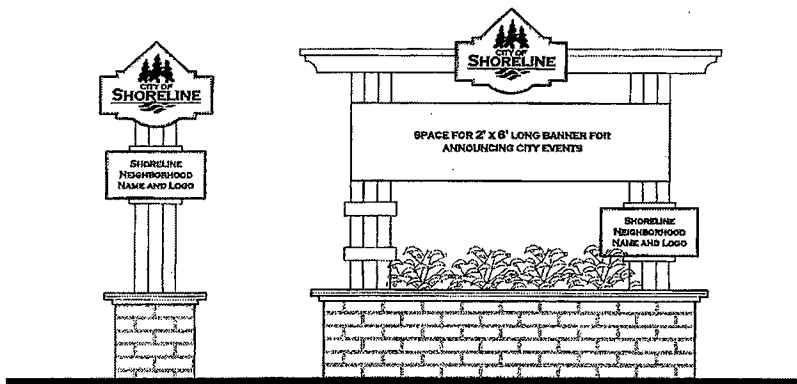 CITY OF
SHORELINE
SHORELINE
NEIGHBORHOOD
NAME AND LOGO
CITY OF
SHORELINE
SPACE FOR 2' X 8' LONG BANNER FOR
ANNOUNCING CITY EVENTS
SHORELINE
NEIGHBORHOOD
NAME AND LOGO